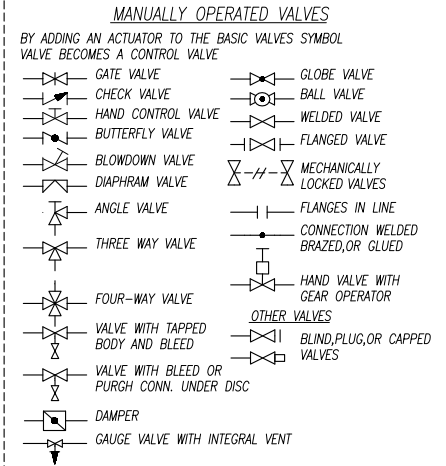 MANUALLY OPERATED VALVES
BY ADDING AN ACTUATOR TO THE BASIC VALVES SYMBOL
VALVE BECOMES A CONTROL VALVE
GATE VALVE
CHECK VALVE
HAND CONTROL VALVE
BUTTERFLY VALVE
BLOWDOWN VALVE
DIAPHRAM VALVE
ANGLE VALVE
THREE WAY VALVE
FOUR-WAY VALVE
VALVE WITH TAPPED
BODY AND BLEED
VALVE WITH BLEED OR
PURGH CONN. UNDER DISC
DAMPER
GAUGE VALVE WITH INTEGRAL VENT
GLOBE VALVE
BALL VALVE
WELDED VALVE
FLANGED VALVE
MECHANICALLY
LOCKED VALVES
FLANGES IN LINE
CONNECTION WELDED
BRAZED,OR GLUED
HAND VALVE WITH
GEAR OPERATOR
OTHER VALVES
BLIND,PLUG,OR CAPPED
VALVES